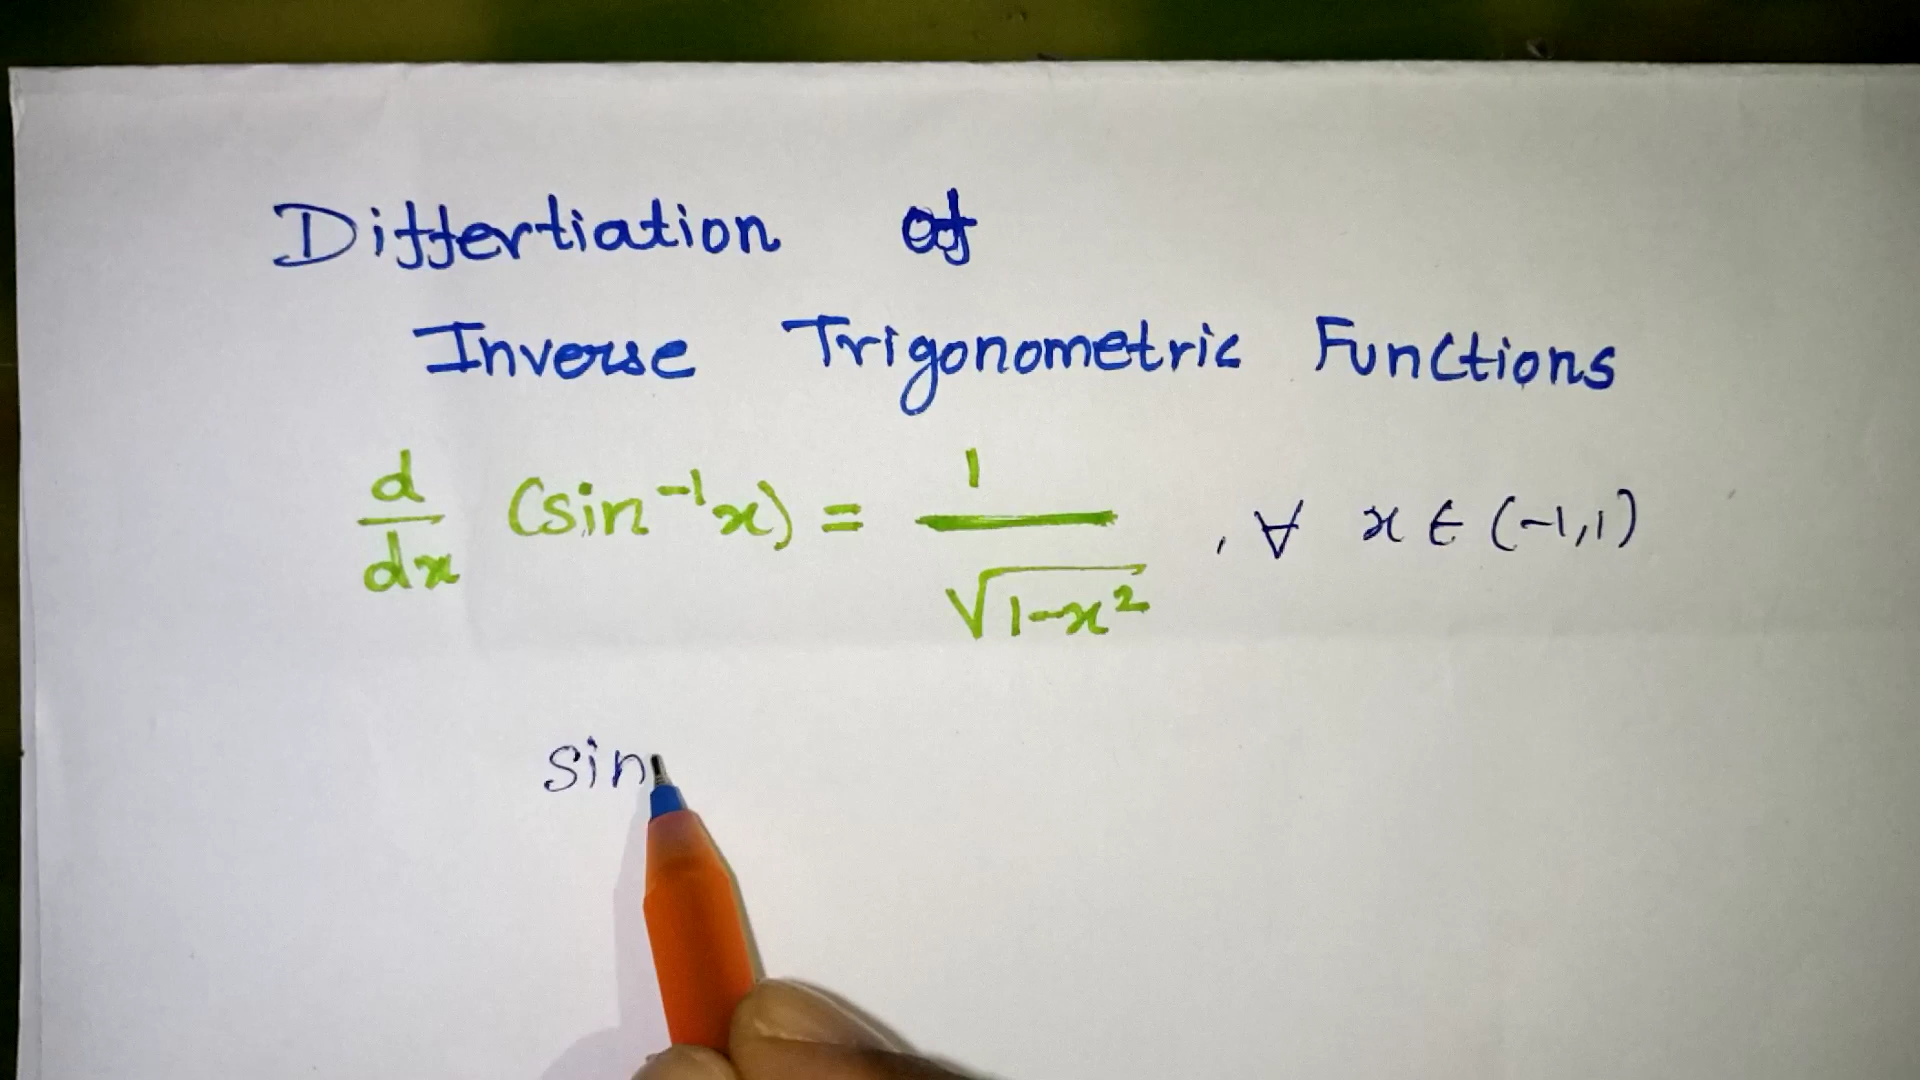 Differtiation of
Inverse Trigonometric Functions
d/dx (sin⁻¹x) = 1/√(1-x²) , ∀ x ∈ (-1,1)
sin